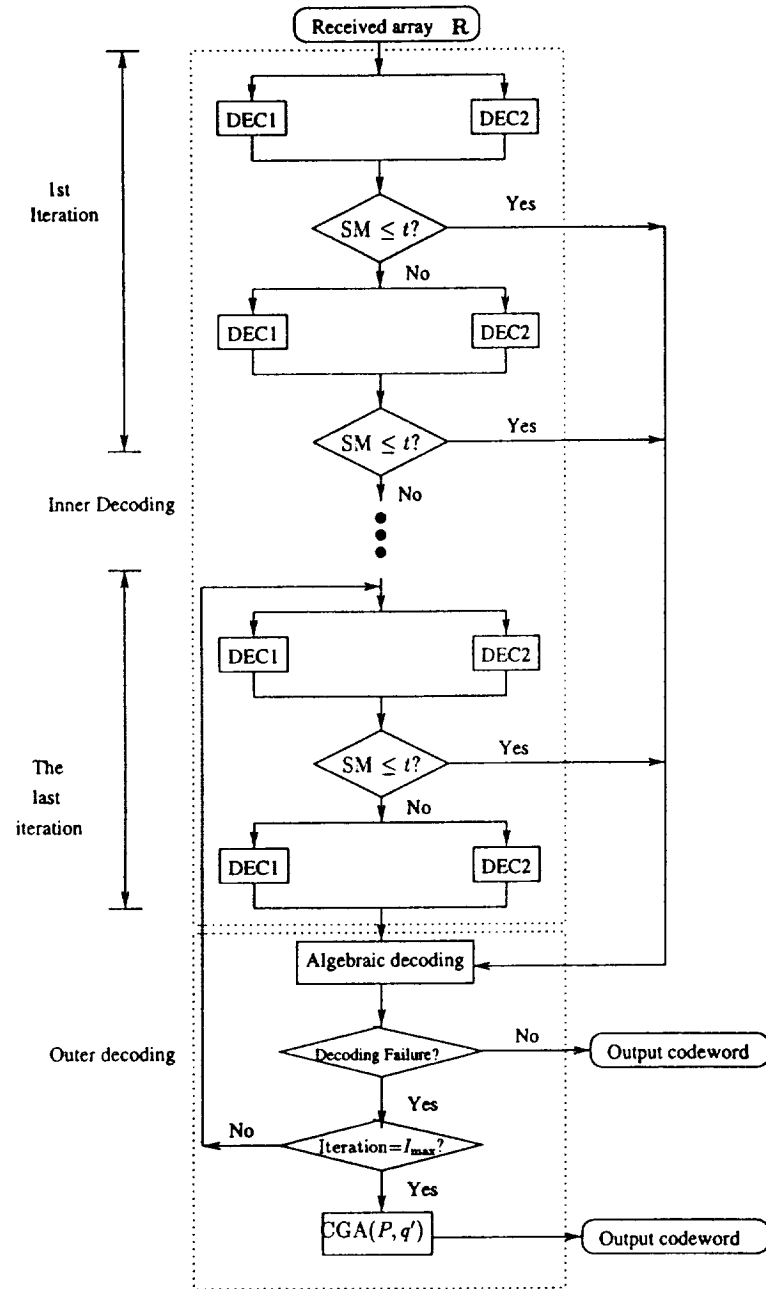 Received array R
DEC1
DEC2
1st
Iteration
SM ≤ t?
Yes
No
DEC1
DEC2
SM ≤ t?
Yes
No
Inner Decoding
DEC1
DEC2
The
last
iteration
SM ≤ t?
Yes
No
DEC1
DEC2
Algebraic decoding
Outer decoding
Decoding Failure?
No
Output codeword
Yes
No
Iteration=I_max?
Yes
CGA(P, q′)
Output codeword